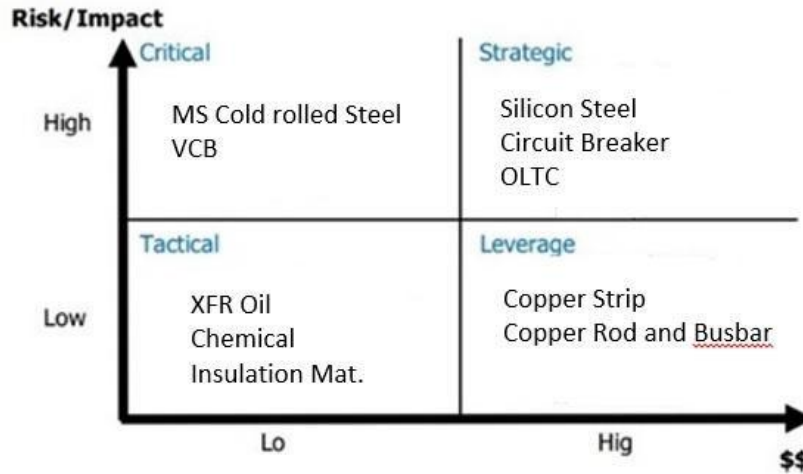 Risk/Impact
Critical
Strategic
High
MS Cold rolled Steel
VCB
Silicon Steel
Circuit Breaker
OLTC
Tactical
Leverage
Low
XFR Oil
Chemical
Insulation Mat.
Copper Strip
Copper Rod and Busbar
Lo
Hig
$$